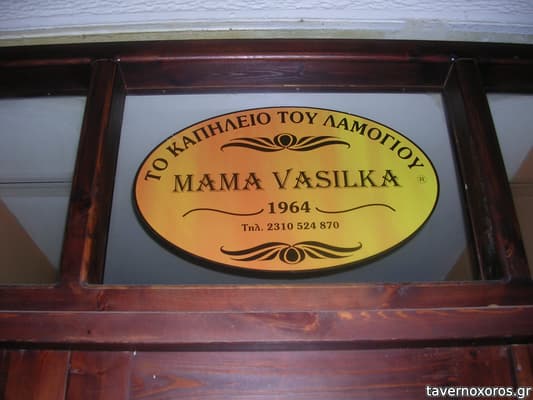 ΤΟ ΚΑΠΗΛΕΙΟ ΤΟΥ ΛΑΜΟΓΙΟΥ
MAMA VASILKA
®
1964
Τηλ. 2310 524 870
tavernoxoros.gr